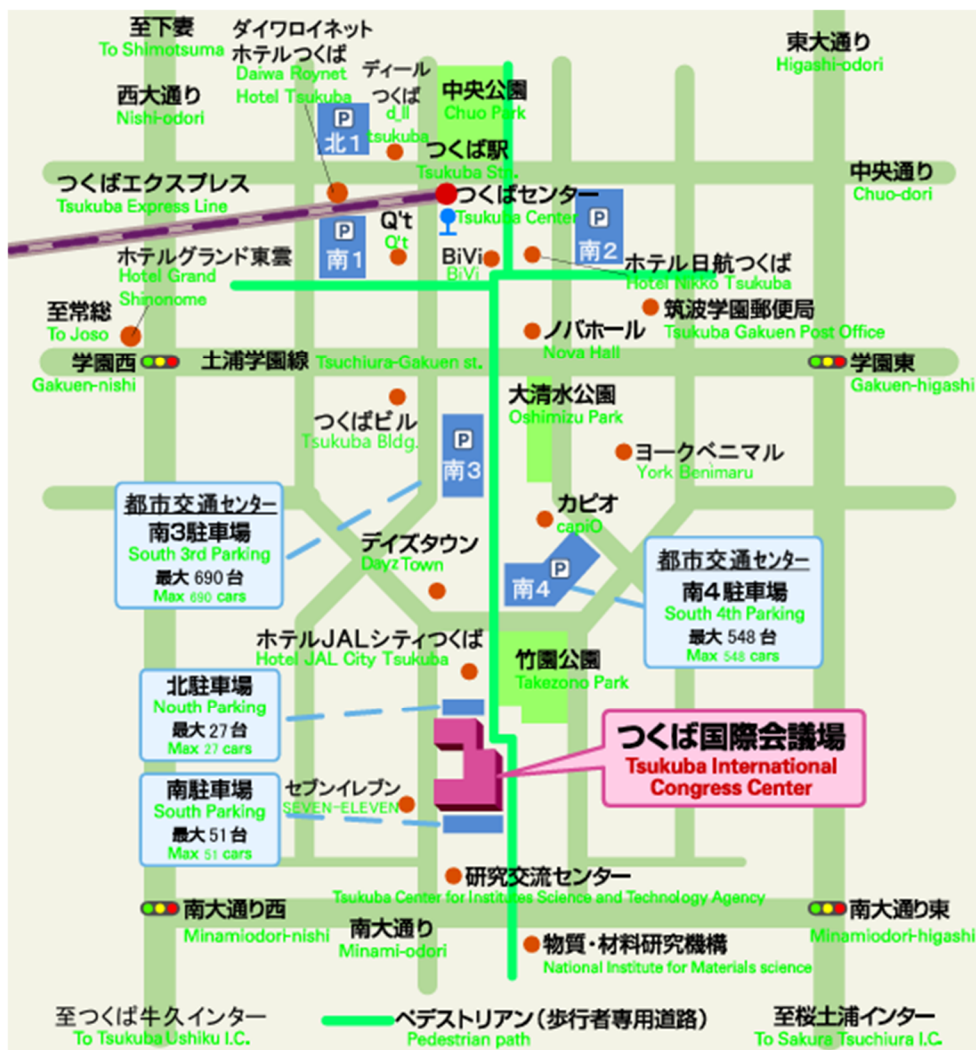 至下妻
To Shimotsuma
ダイワロイネット
ホテルつくば
Daiwa Roynet
Hotel Tsukuba
ディール
つくば
d_ll
tsukuba
中央公園
Chuo Park
東大通り
Higashi-odori
西大通り
Nishi-odori
P
北1
つくば駅
Tsukuba Stn.
中央通り
Chuo-dori
つくばエクスプレス
Tsukuba Express Line
つくばセンター
Tsukuba Center
P
南1
Q't
Q't
BiVi
BiVi
P
南2
ホテル日航つくば
Hotel Nikko Tsukuba
ホテルグランド東雲
Hotel Grand
Shinonome
至常総
To Joso
ノバホール
Nova Hall
筑波学園郵便局
Tsukuba Gakuen Post Office
学園西
Gakuen-nishi
土浦学園線 Tsuchiura-Gakuen st.
学園東
Gakuen-higashi
つくばビル
Tsukuba Bldg.
大清水公園
Oshimizu Park
P
南3
ヨークベニマル
York Benimaru
都市交通センター
南3駐車場
South 3rd Parking
最大 690 台
Max 690 cars
カピオ
capiO
デイズタウン
Dayz Town
P
南4
都市交通センター
南4駐車場
South 4th Parking
最大 548 台
Max 548 cars
ホテルJALシティつくば
Hotel JAL City Tsukuba
竹園公園
Takezono Park
北駐車場
Nouth Parking
最大 27 台
Max 27 cars
つくば国際会議場
Tsukuba International
Congress Center
南駐車場
South Parking
最大 51 台
Max 51 cars
セブンイレブン
SEVEN-ELEVEN
研究交流センター
Tsukuba Center for Institutes Science and Technology Agency
南大通り西
Minamiodori-nishi
南大通り
Minami-odori
南大通り東
Minamiodori-higashi
物質・材料研究機構
National Institute for Materials science
至つくば牛久インター
To Tsukuba Ushiku I.C.
ペデストリアン（歩行者専用道路）
Pedestrian path
至桜土浦インター
To Sakura Tsuchiura I.C.